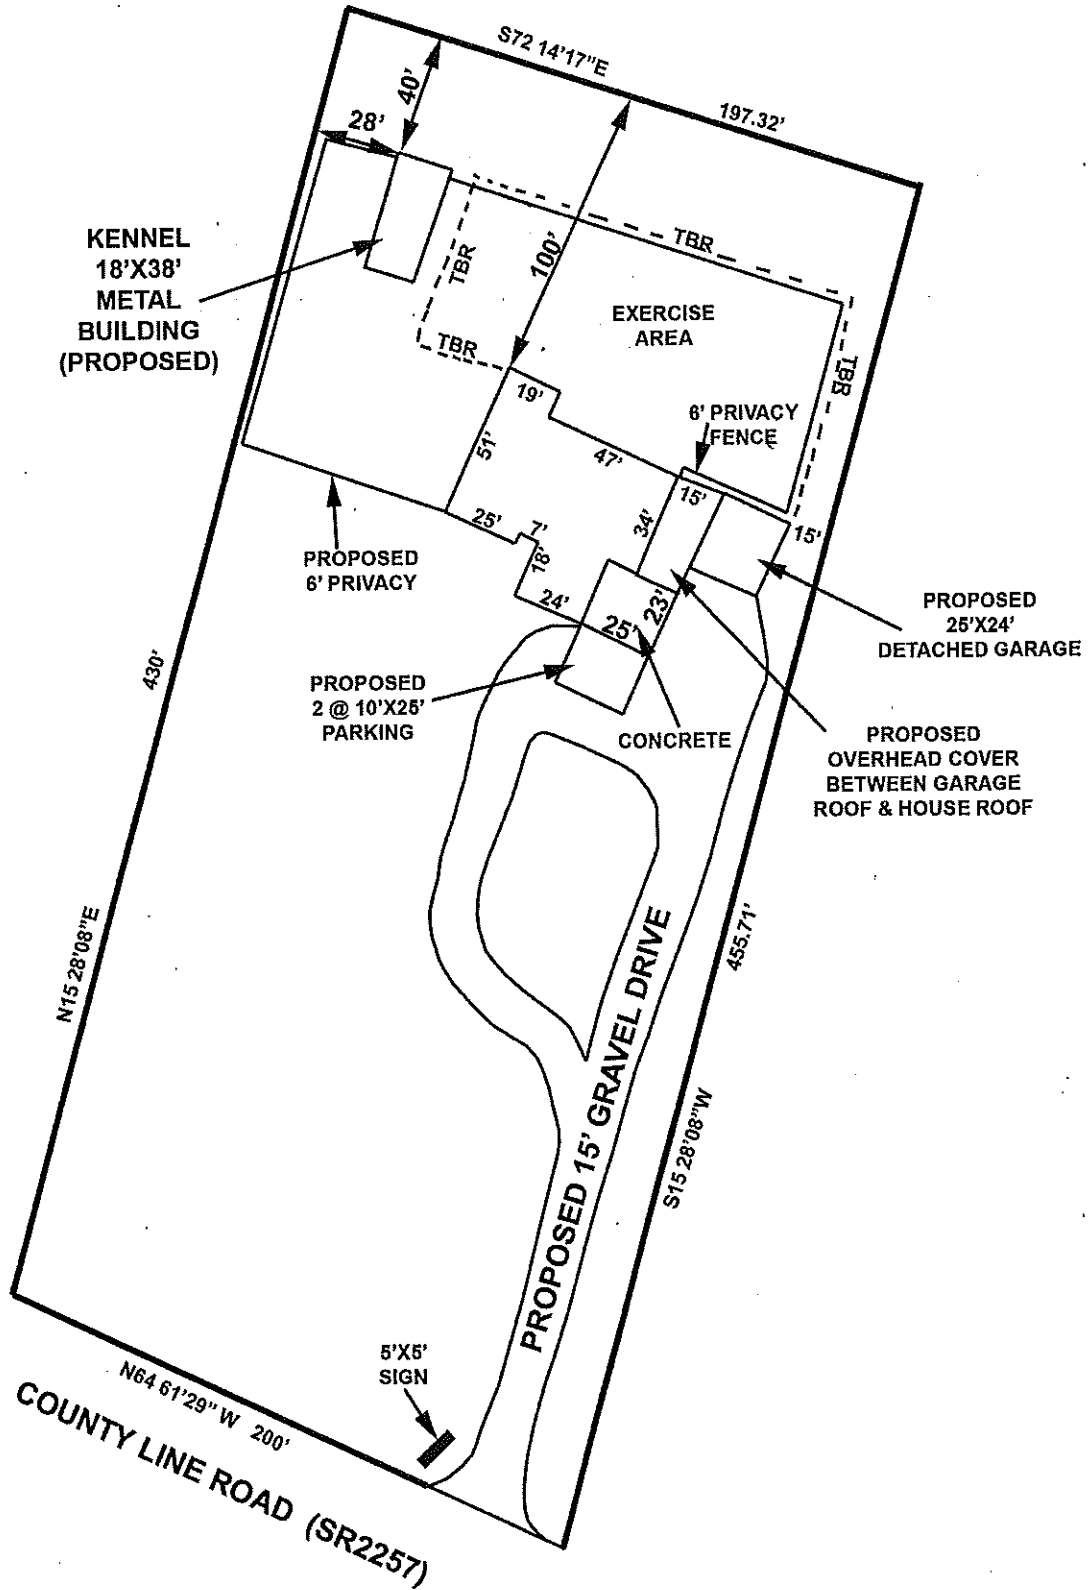 S72 14'17"E
197.32'
40'
28'
KENNEL
18'X38'
METAL
BUILDING
(PROPOSED)
TBR
TBR
TBR
TBR
100'
EXERCISE
AREA
6' PRIVACY
FENCE
19'
47'
51'
15'
34'
15'
25'
7'
18'
24'
23'
25'
PROPOSED
6' PRIVACY
PROPOSED
25'X24'
DETACHED GARAGE
PROPOSED
2 @ 10'X25'
PARKING
CONCRETE
PROPOSED
OVERHEAD COVER
BETWEEN GARAGE
ROOF & HOUSE ROOF
430'
N15 28'08"E
455.71'
S15 28'08"W
PROPOSED 15' GRAVEL DRIVE
5'X5'
SIGN
N64 61'29" W 200'
COUNTY LINE ROAD (SR2257)